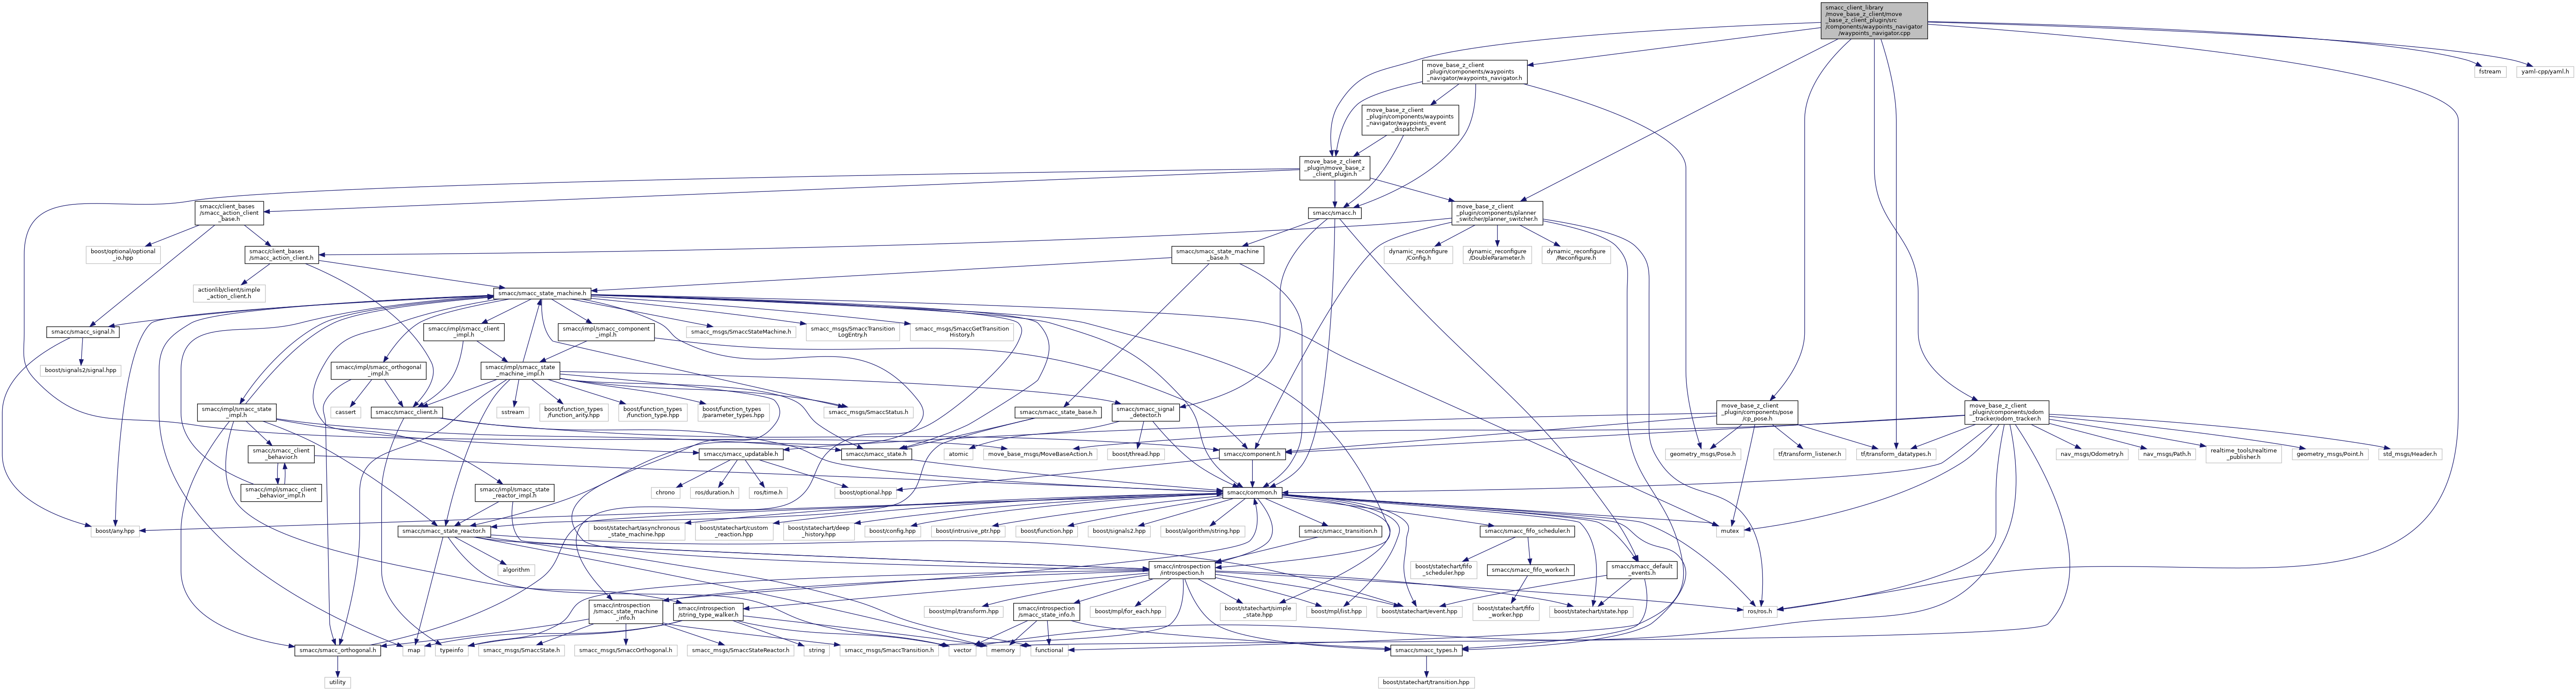 smacc_client_library
/move_base_z_client/move
_base_z_client_plugin/src
/components/waypoints_navigator
/waypoints_navigator.cpp
move_base_z_client
_plugin/components/waypoints
_navigator/waypoints_navigator.h
fstream
yaml-cpp/yaml.h
move_base_z_client
_plugin/components/waypoints
_navigator/waypoints_event
_dispatcher.h
move_base_z_client
_plugin/move_base_z
_client_plugin.h
smacc/client_bases
/smacc_action_client
_base.h
smacc/smacc.h
move_base_z_client
_plugin/components/planner
_switcher/planner_switcher.h
boost/optional/optional
_io.hpp
smacc/client_bases
/smacc_action_client.h
smacc/smacc_state_machine
_base.h
dynamic_reconfigure
/Config.h
dynamic_reconfigure
/DoubleParameter.h
dynamic_reconfigure
/Reconfigure.h
actionlib/client/simple
_action_client.h
smacc/smacc_state_machine.h
smacc/smacc_signal.h
smacc/impl/smacc_client
_impl.h
smacc/impl/smacc_component
_impl.h
smacc_msgs/SmaccStateMachine.h
smacc_msgs/SmaccTransition
LogEntry.h
smacc_msgs/SmaccGetTransition
History.h
boost/signals2/signal.hpp
smacc/impl/smacc_orthogonal
_impl.h
smacc/impl/smacc_state
_machine_impl.h
smacc/impl/smacc_state
_impl.h
cassert
smacc/smacc_client.h
sstream
boost/function_types
/function_arity.hpp
boost/function_types
/function_type.hpp
boost/function_types
/parameter_types.hpp
smacc_msgs/SmaccStatus.h
smacc/smacc_state_base.h
smacc/smacc_signal
_detector.h
move_base_z_client
_plugin/components/pose
/cp_pose.h
move_base_z_client
_plugin/components/odom
_tracker/odom_tracker.h
smacc/smacc_client
_behavior.h
smacc/smacc_updatable.h
smacc/smacc_state.h
atomic
move_base_msgs/MoveBaseAction.h
boost/thread.hpp
smacc/component.h
geometry_msgs/Pose.h
tf/transform_listener.h
tf/transform_datatypes.h
nav_msgs/Odometry.h
nav_msgs/Path.h
realtime_tools/realtime
_publisher.h
geometry_msgs/Point.h
std_msgs/Header.h
smacc/impl/smacc_client
_behavior_impl.h
smacc/impl/smacc_state
_reactor_impl.h
chrono
ros/duration.h
ros/time.h
boost/optional.hpp
smacc/common.h
boost/any.hpp
smacc/smacc_state_reactor.h
boost/statechart/asynchronous
_state_machine.hpp
boost/statechart/custom
_reaction.hpp
boost/statechart/deep
_history.hpp
boost/config.hpp
boost/intrusive_ptr.hpp
boost/function.hpp
boost/signals2.hpp
boost/algorithm/string.hpp
smacc/smacc_transition.h
smacc/smacc_fifo_scheduler.h
mutex
algorithm
smacc/introspection
/introspection.h
boost/statechart/fifo
_scheduler.hpp
smacc/smacc_fifo_worker.h
smacc/smacc_default
_events.h
smacc/introspection
/smacc_state_machine
_info.h
smacc/introspection
/string_type_walker.h
boost/mpl/transform.hpp
smacc/introspection
/smacc_state_info.h
boost/mpl/for_each.hpp
boost/statechart/simple
_state.hpp
boost/mpl/list.hpp
boost/statechart/event.hpp
boost/statechart/fifo
_worker.hpp
boost/statechart/state.hpp
ros/ros.h
smacc/smacc_orthogonal.h
map
typeinfo
smacc_msgs/SmaccState.h
smacc_msgs/SmaccOrthogonal.h
smacc_msgs/SmaccStateReactor.h
string
smacc_msgs/SmaccTransition.h
vector
memory
functional
smacc/smacc_types.h
utility
boost/statechart/transition.hpp